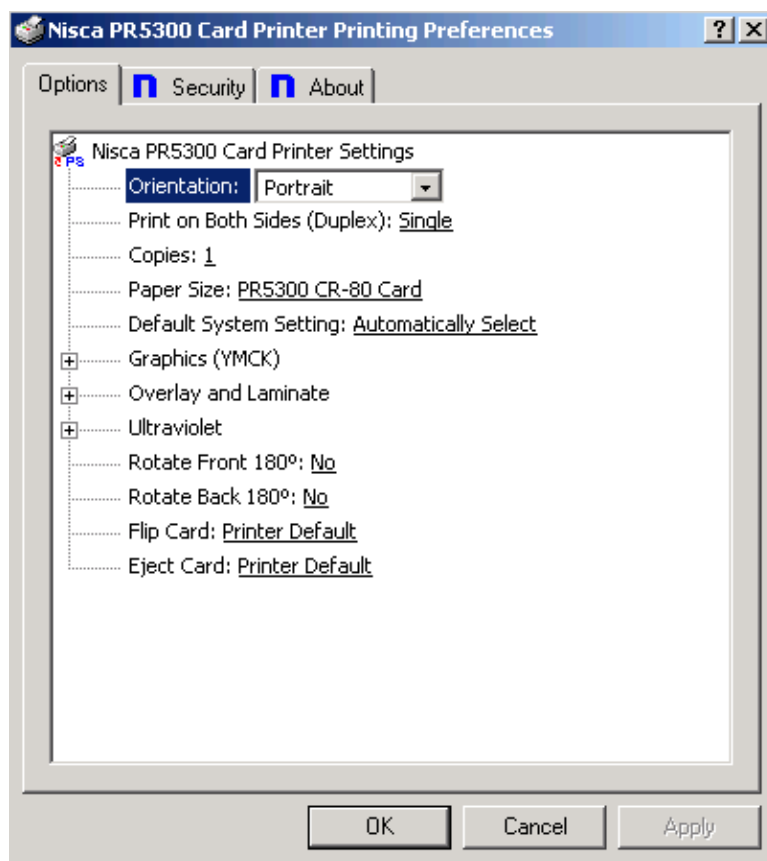 Nisca PR5300 Card Printer Printing Preferences
Options Security About
PS Nisca PR5300 Card Printer Settings
Orientation: Portrait
Print on Both Sides (Duplex): Single
Copies: 1
Paper Size: PR5300 CR-80 Card
Default System Setting: Automatically Select
Graphics (YMCK)
Overlay and Laminate
Ultraviolet
Rotate Front 180º: No
Rotate Back 180º: No
Flip Card: Printer Default
Eject Card: Printer Default
OK Cancel Apply